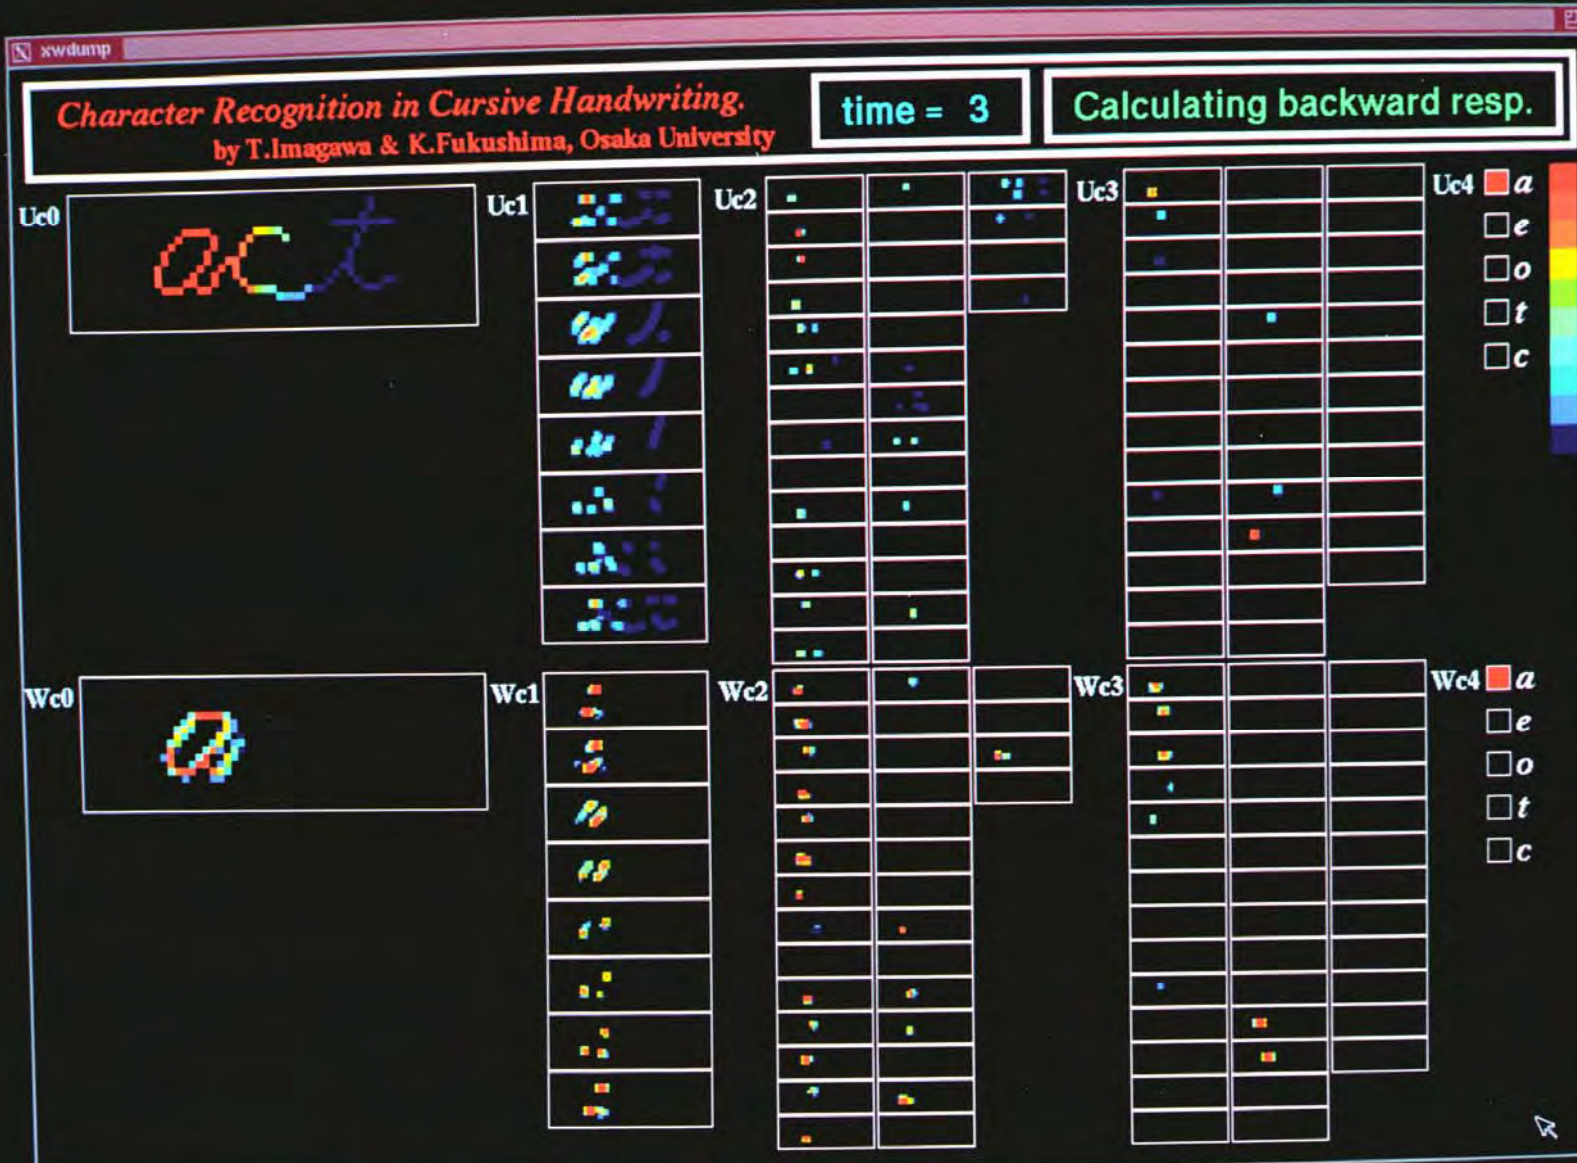 xwdump
Character Recognition in Cursive Handwriting.
by T.Imagawa & K.Fukushima, Osaka University
time = 3
Calculating backward resp.
Uc0
act
Uc1
Uc2
Uc3
Uc4
a
e
o
t
c
Wc0
a
Wc1
Wc2
Wc3
Wc4
a
e
o
t
c